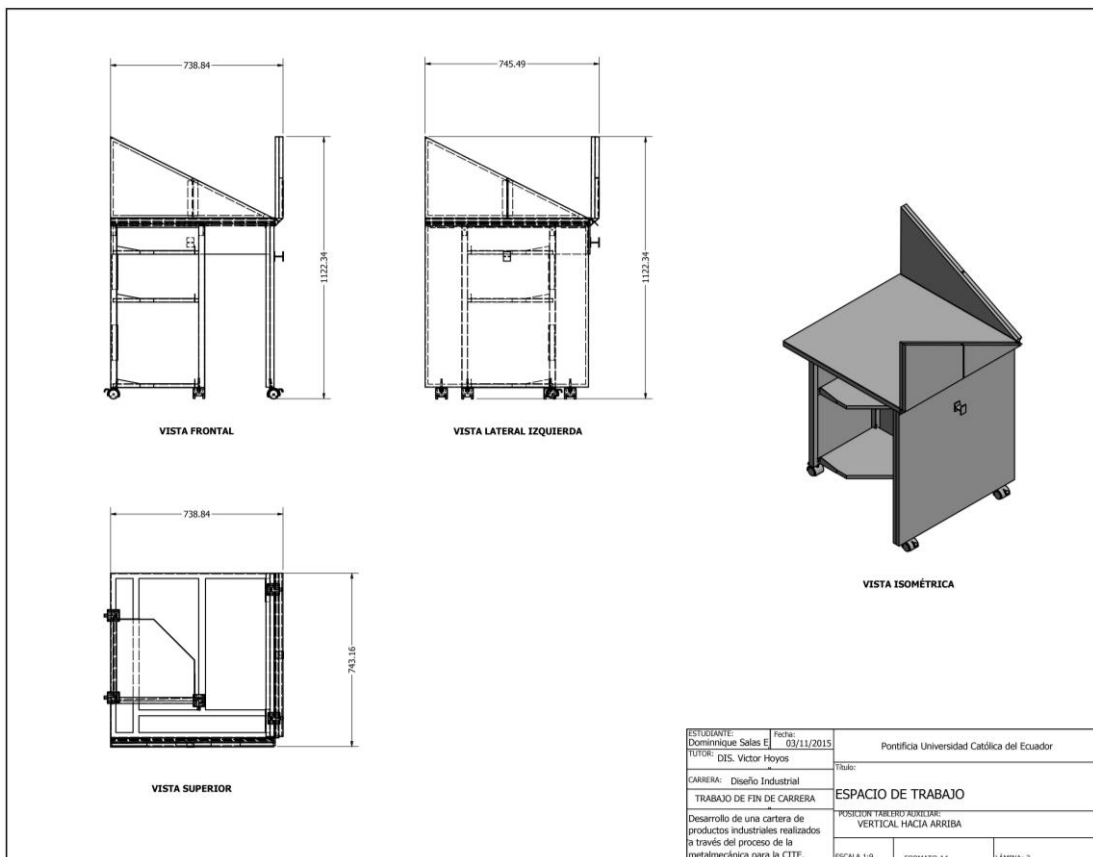 738.84
745.49
1122.34
1122.34
VISTA FRONTAL
VISTA LATERAL IZQUIERDA
738.84
743.16
VISTA ISOMÉTRICA
VISTA SUPERIOR
ESTUDIANTE:
Dominnique Salas E
Fecha:
03/11/2015
Pontificia Universidad Católica del Ecuador
TUTOR: DIS. Victor Hoyos
CARRERA: Diseño Industrial
TRABAJO DE FIN DE CARRERA
Título:
ESPACIO DE TRABAJO
POSICIÓN TABLERO AUXILIAR:
VERTICAL HACIA ARRIBA
Desarrollo de una cartera de
productos industriales realizados
a través del proceso de la
metalmecánica para la CITE.
ESCALA 1:9